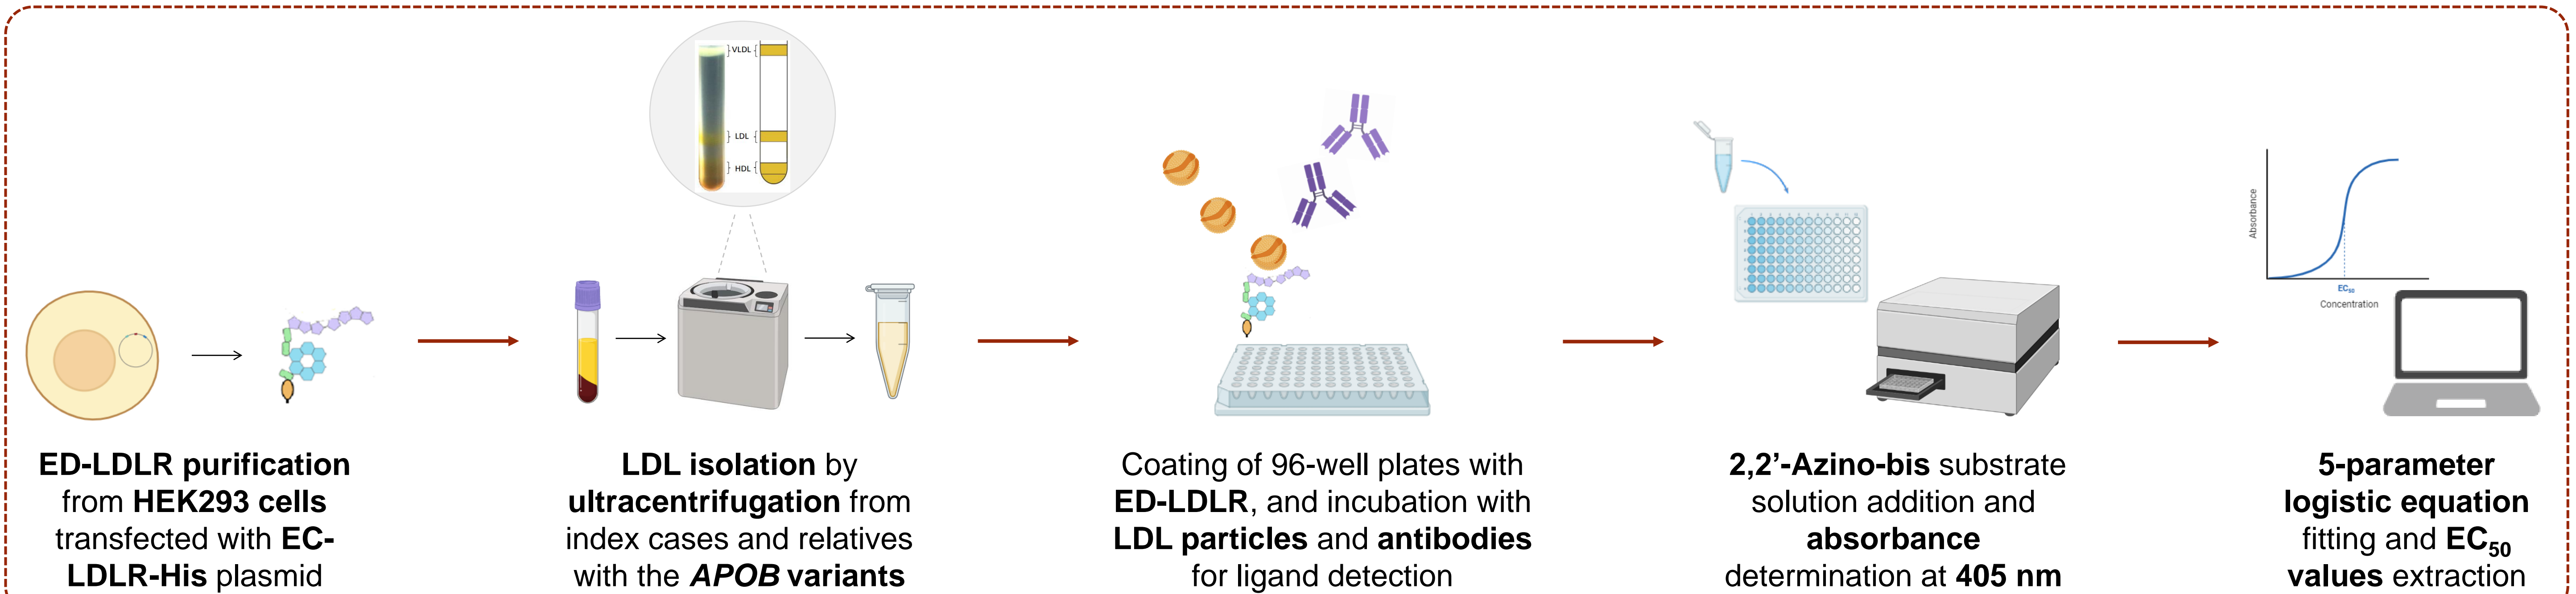 VLDL
LDL
HDL
Absorbance
EC50
Concentration
ED-LDLR purification
from HEK293 cells
transfected with EC-
LDLR-His plasmid
LDL isolation by
ultracentrifugation from
index cases and relatives
with the APOB variants
Coating of 96-well plates with
ED-LDLR, and incubation with
LDL particles and antibodies
for ligand detection
2,2’-Azino-bis substrate
solution addition and
absorbance
determination at 405 nm
5-parameter
logistic equation
fitting and EC50
values extraction